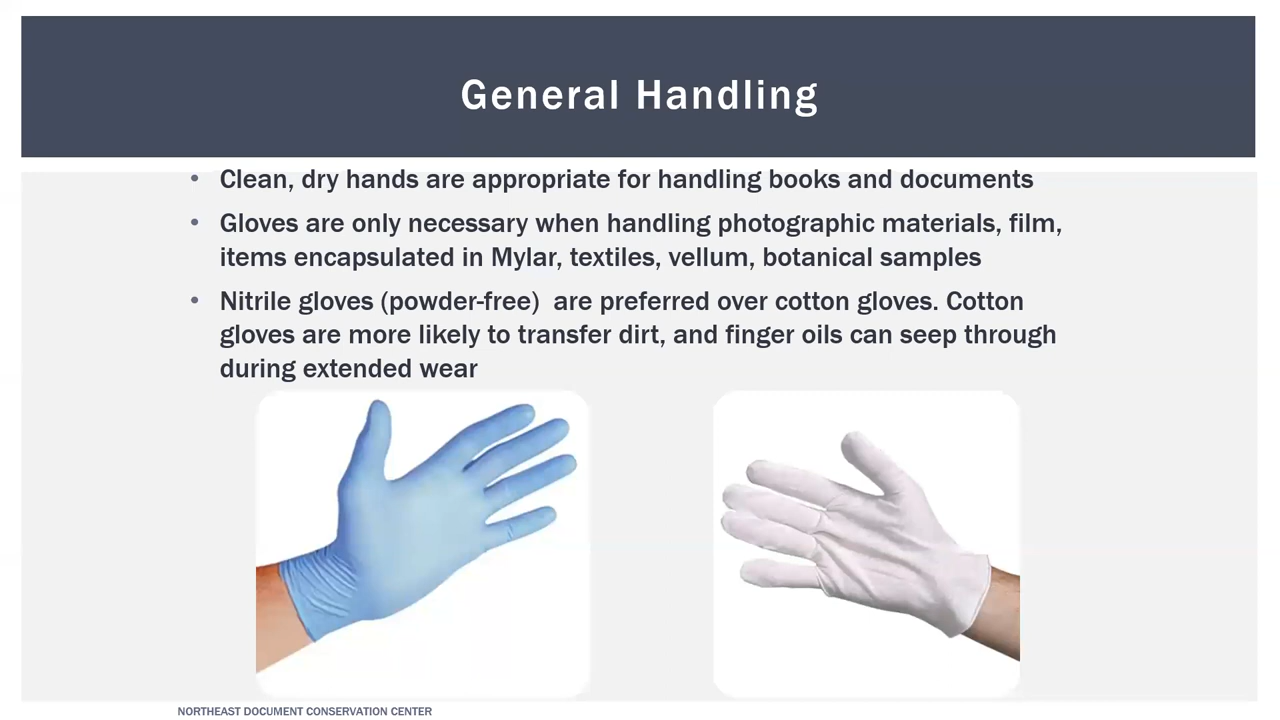 General Handling
• Clean, dry hands are appropriate for handling books and documents
• Gloves are only necessary when handling photographic materials, film,
items encapsulated in Mylar, textiles, vellum, botanical samples
• Nitrile gloves (powder-free)  are preferred over cotton gloves. Cotton
gloves are more likely to transfer dirt, and finger oils can seep through
during extended wear
NORTHEAST DOCUMENT CONSERVATION CENTER